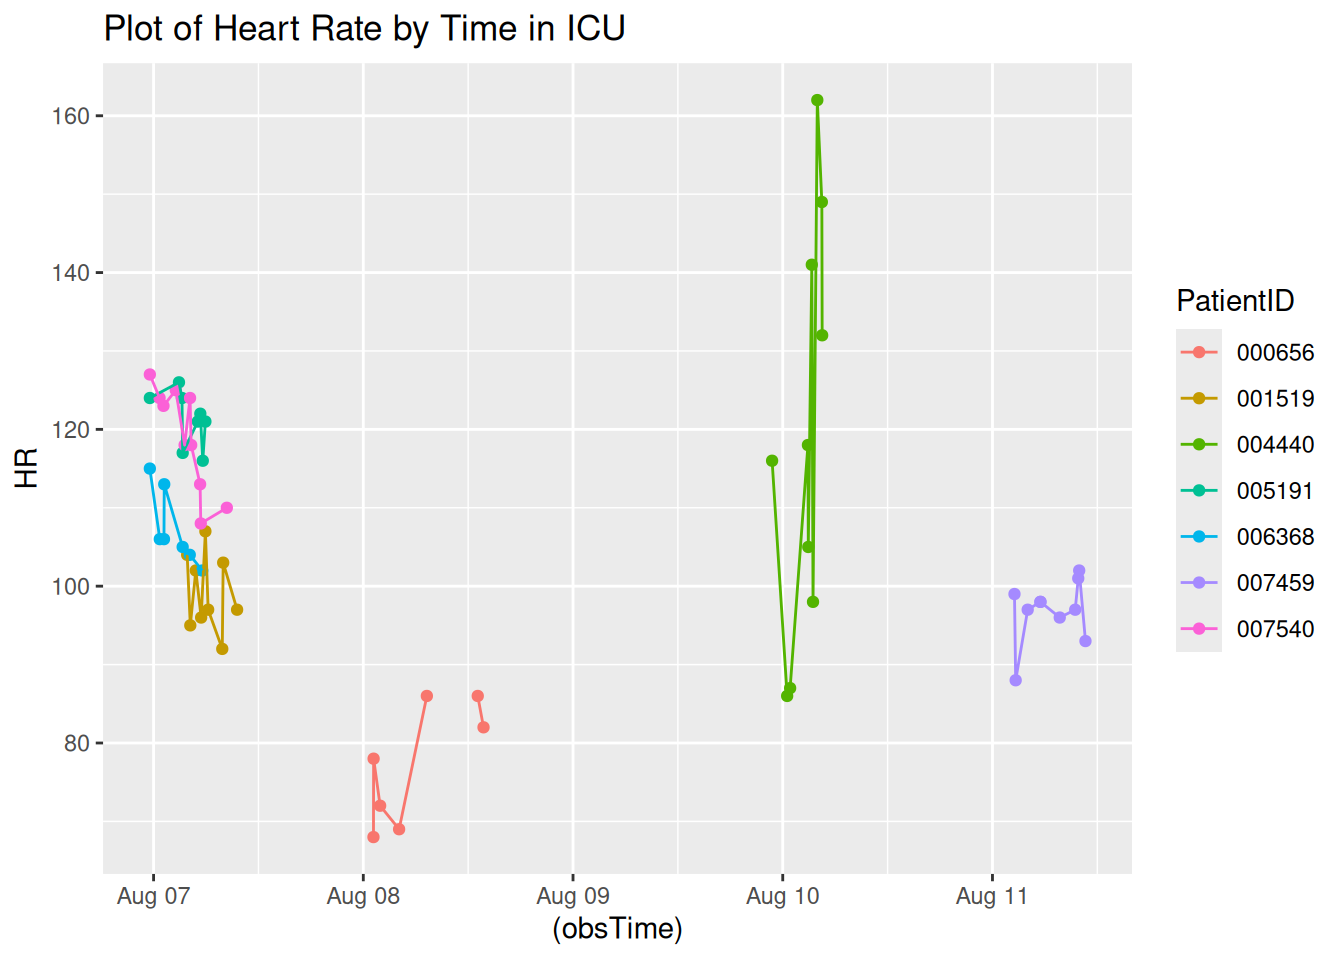 Plot of Heart Rate by Time in ICU
160
140
120
100
80
HR
Aug 07 Aug 08 Aug 09 Aug 10 Aug 11
(obsTime)
PatientID
000656
001519
004440
005191
006368
007459
007540